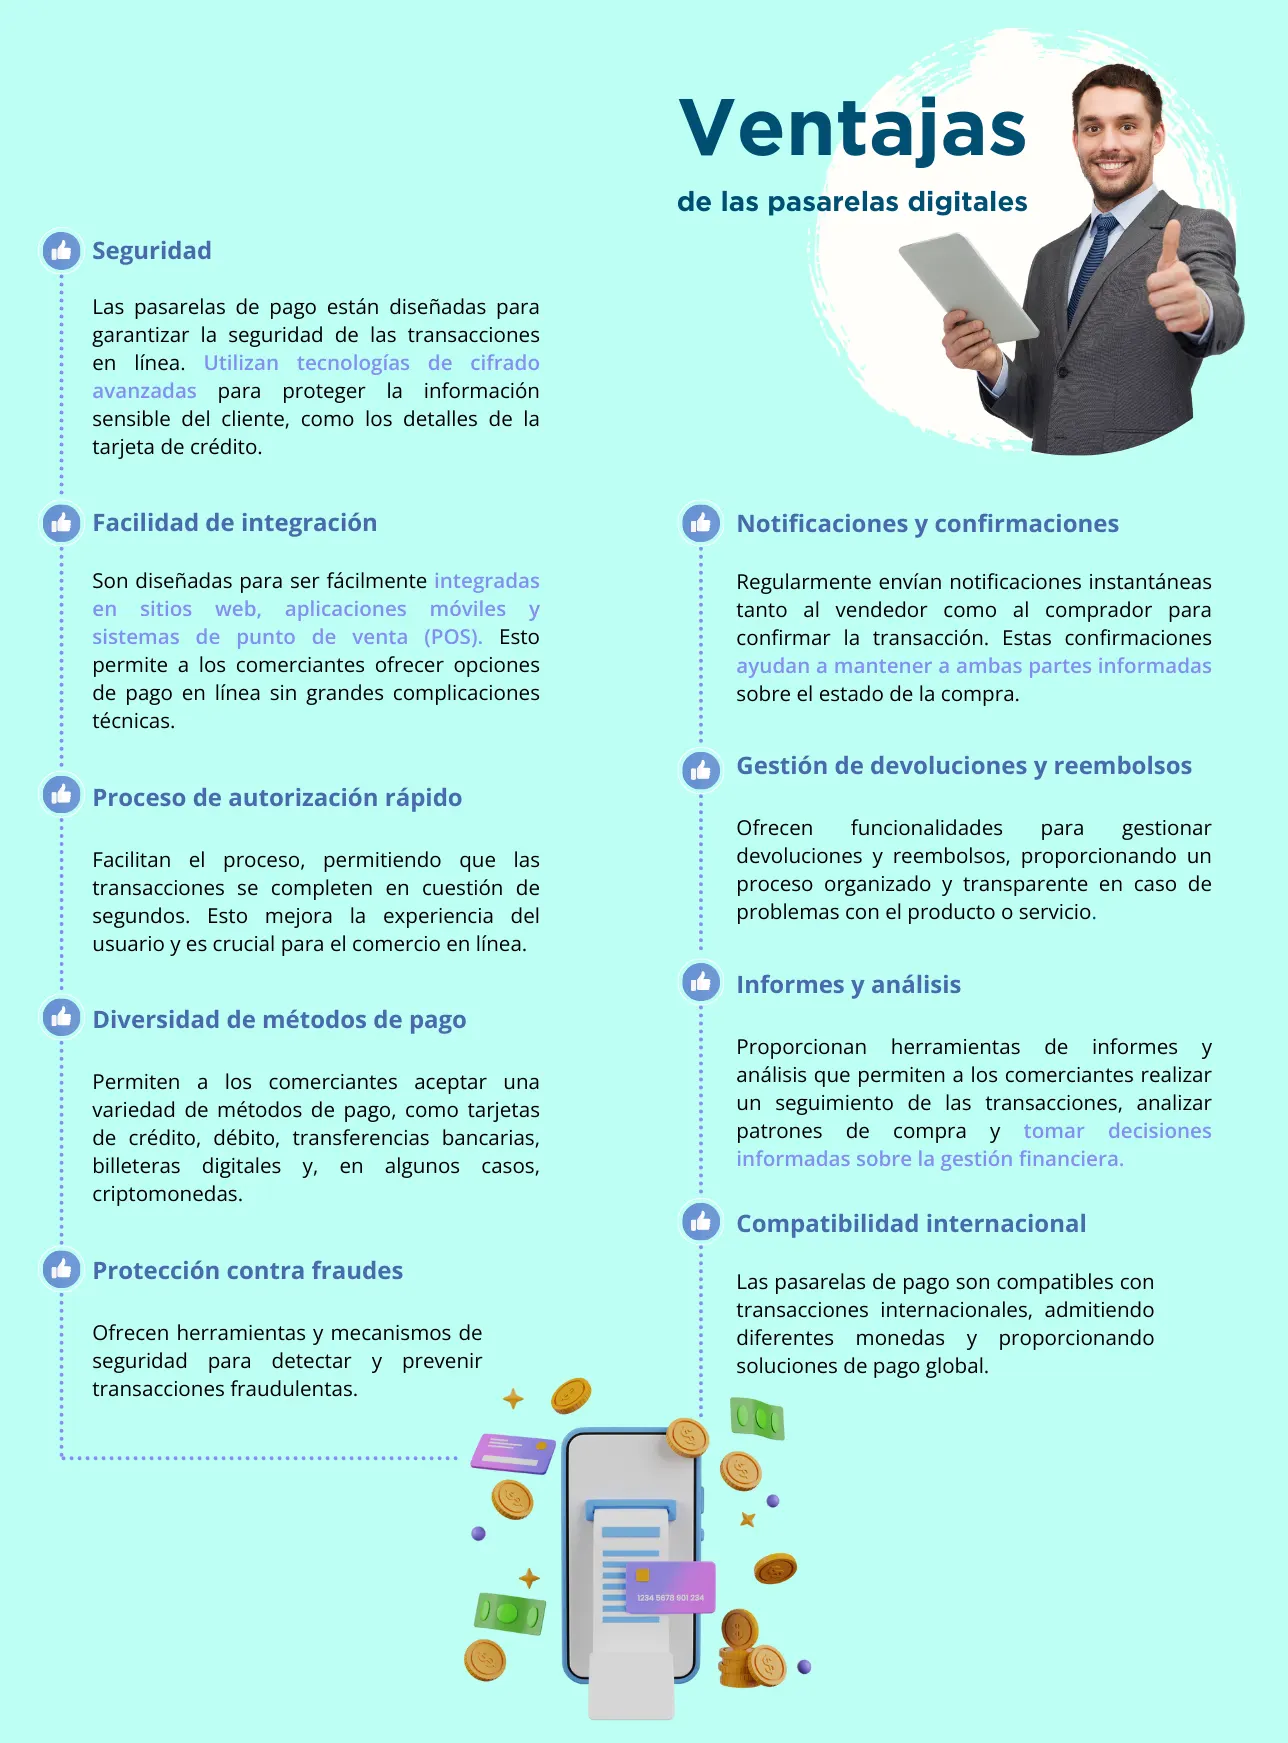 Ventajas
de las pasarelas digitales
Seguridad
Las pasarelas de pago están diseñadas para
garantizar la seguridad de las transacciones
en línea. Utilizan tecnologías de cifrado
avanzadas para proteger la información
sensible del cliente, como los detalles de la
tarjeta de crédito.
Facilidad de integración
Son diseñadas para ser fácilmente integradas
en sitios web, aplicaciones móviles y
sistemas de punto de venta (POS). Esto
permite a los comerciantes ofrecer opciones
de pago en línea sin grandes complicaciones
técnicas.
Proceso de autorización rápido
Facilitan el proceso, permitiendo que las
transacciones se completen en cuestión de
segundos. Esto mejora la experiencia del
usuario y es crucial para el comercio en línea.
Diversidad de métodos de pago
Permiten a los comerciantes aceptar una
variedad de métodos de pago, como tarjetas
de crédito, débito, transferencias bancarias,
billeteras digitales y, en algunos casos,
criptomonedas.
Protección contra fraudes
Ofrecen herramientas y mecanismos de
seguridad para detectar y prevenir
transacciones fraudulentas.
Notificaciones y confirmaciones
Regularmente envían notificaciones instantáneas
tanto al vendedor como al comprador para
confirmar la transacción. Estas confirmaciones
ayudan a mantener a ambas partes informadas
sobre el estado de la compra.
Gestión de devoluciones y reembolsos
Ofrecen funcionalidades para gestionar
devoluciones y reembolsos, proporcionando un
proceso organizado y transparente en caso de
problemas con el producto o servicio.
Informes y análisis
Proporcionan herramientas de informes y
análisis que permiten a los comerciantes realizar
un seguimiento de las transacciones, analizar
patrones de compra y tomar decisiones
informadas sobre la gestión financiera.
Compatibilidad internacional
Las pasarelas de pago son compatibles con
transacciones internacionales, admitiendo
diferentes monedas y proporcionando
soluciones de pago global.
1234 5678 901 234